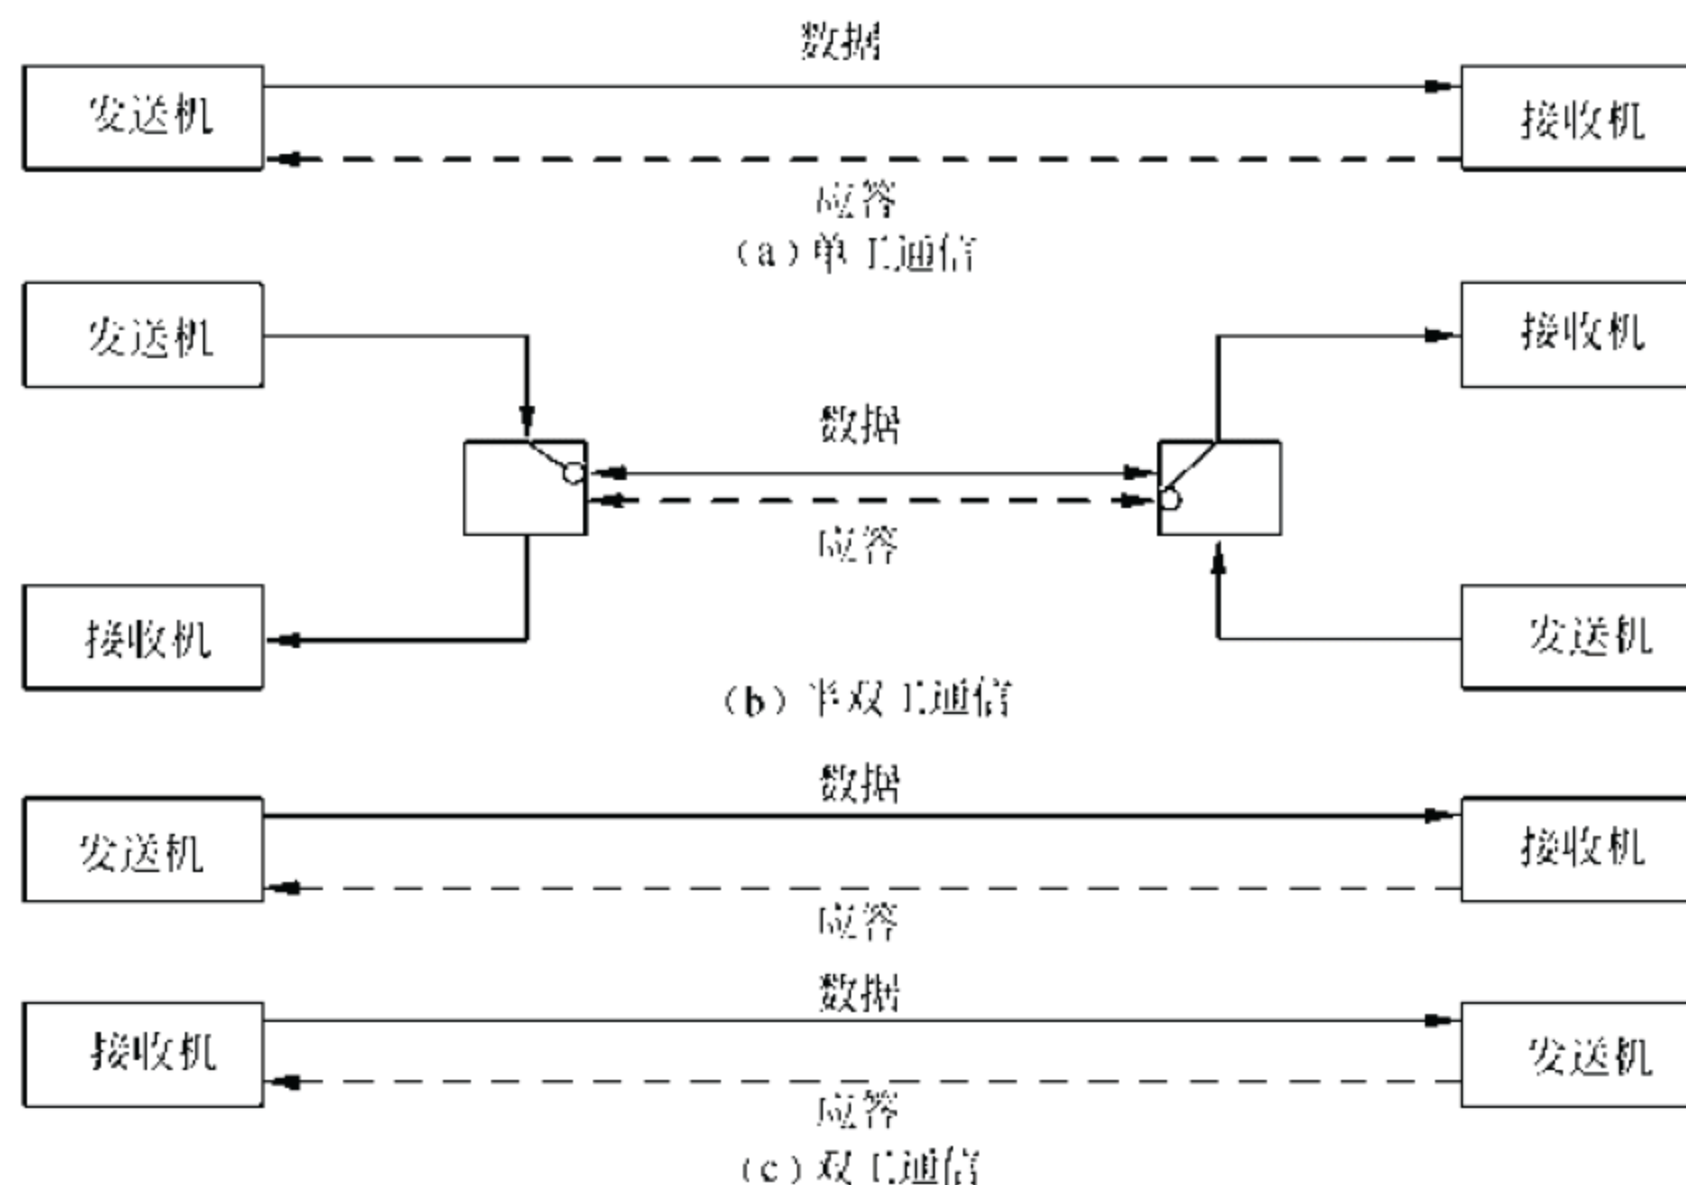 数据
发送机
接收机
应答
(a)单工通信
发送机
接收机
数据
应答
接收机
发送机
(b)半双工通信
数据
发送机
接收机
应答
数据
接收机
发送机
应答
(c)双工通信